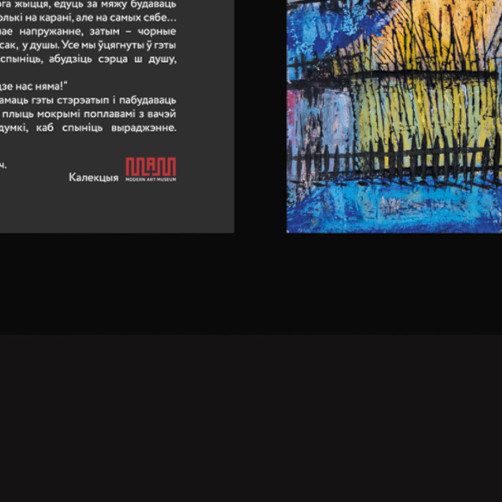 га жыцця, едуць за мяжу будаваць
лькі на карані, але на самых сябе...
ае напружанне, затым – чорные
сак, у душы. Усе мы ўцягнуты ў гэты
спыніць, абудзіць сэрца ш душу,
дзе нас няма!"
амаць гэты стэрэатып і пабудаваць
плыць мокрымі поплавамі з вачэй
думкі, каб спыніць выраджэнне.
ч.
Калекцыя
MODERN ART MUSEUM